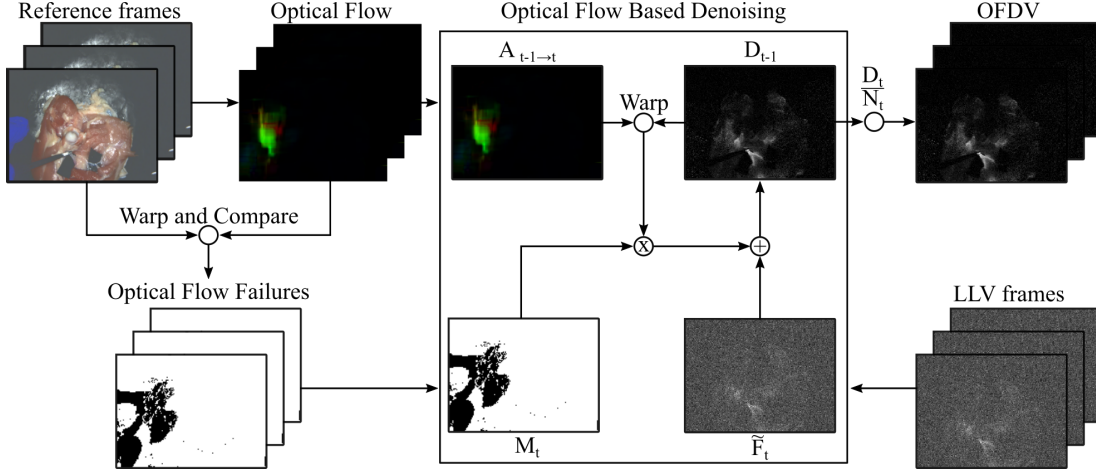 Reference frames
Optical Flow
Optical Flow Based Denoising
OFDV
A t-1→t
D t-1
Warp
D t
N t
Warp and Compare
x
+
Optical Flow Failures
LLV frames
M t
F̃ t